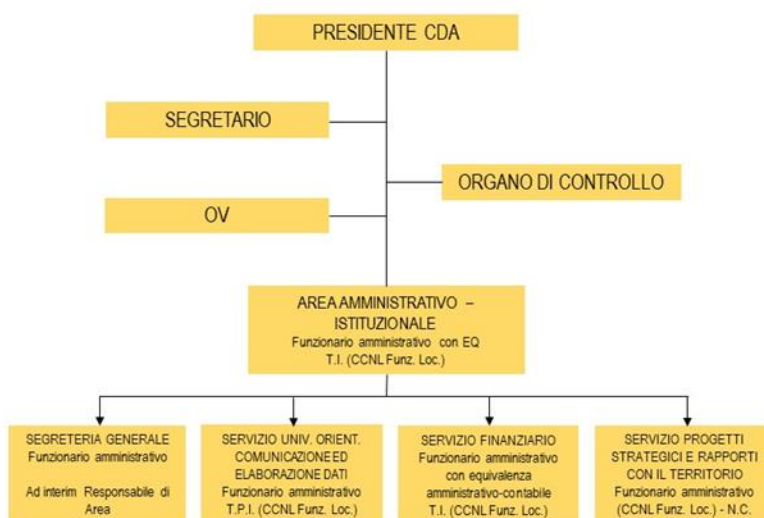 PRESIDENTE CDA
SEGRETARIO
ORGANO DI CONTROLLO
OV
AREA AMMINISTRATIVO –
ISTITUZIONALE
Funzionario amministrativo con EQ
T.I. (CCNL Funz. Loc.)
SEGRETERIA GENERALE
Funzionario amministrativo
Ad interim Responsabile di
Area
SERVIZIO UNIV. ORIENT.
COMUNICAZIONE ED
ELABORAZIONE DATI
Funzionario amministrativo
T.P.I. (CCNL Funz. Loc.)
SERVIZIO FINANZIARIO
Funzionario amministrativo
con equivalenza
amministrativo-contabile
T.I. (CCNL Funz. Loc.)
SERVIZIO PROGETTI
STRATEGICI E RAPPORTI
CON IL TERRITORIO
Funzionario amministrativo
(CCNL Funz. Loc.) - N.C.